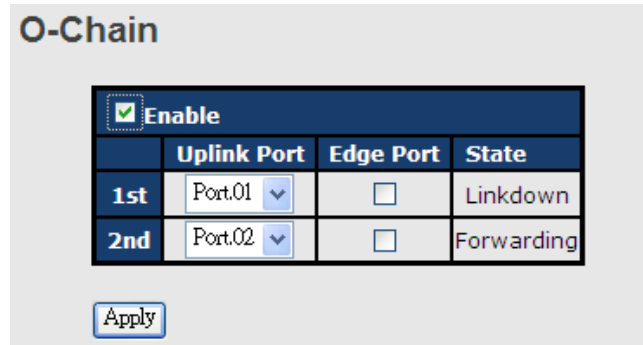 O-Chain
Enable
Uplink Port Edge Port State
1st Port.01 Linkdown
2nd Port.02 Forwarding
Apply